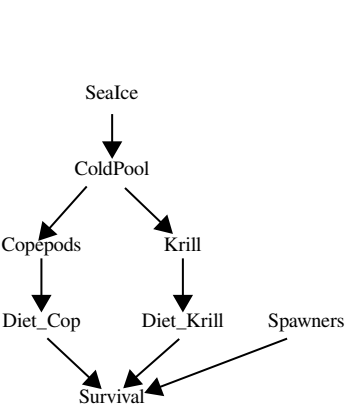 SeaIce
ColdPool
Copepods Krill
Diet_Cop Diet_Krill Spawners
Survival